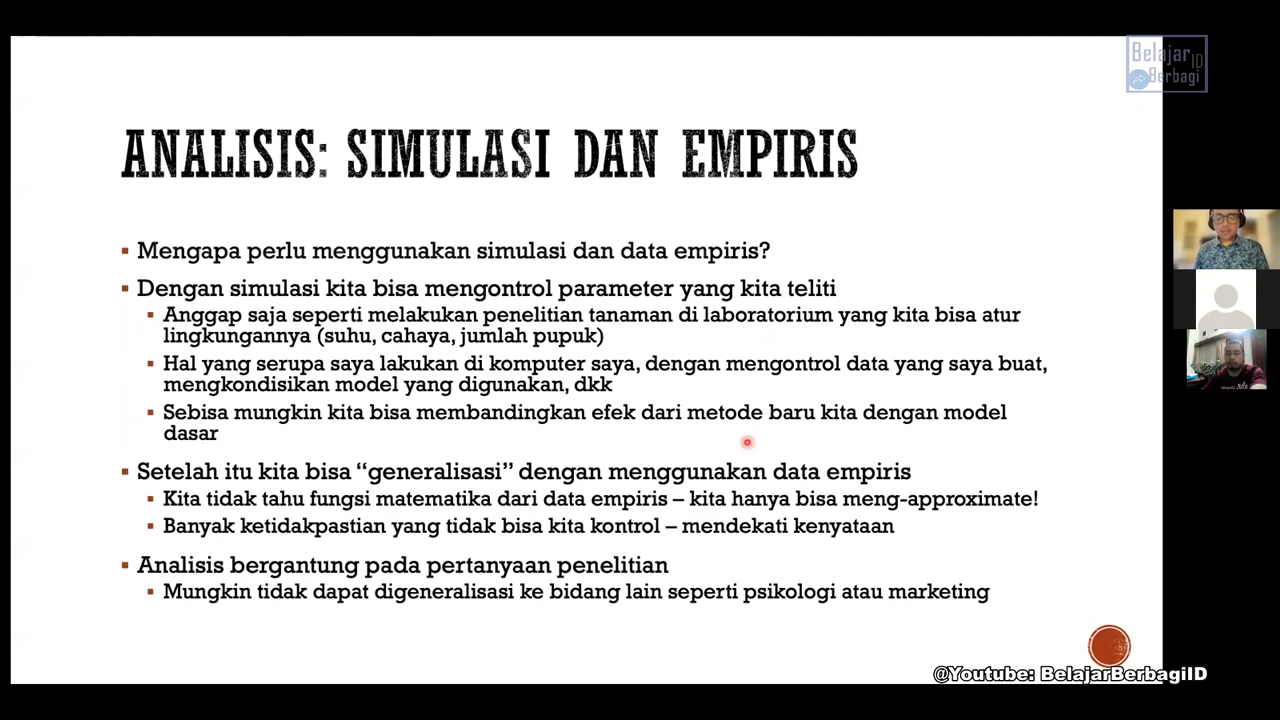 Belajar ID
Berbagi
ANALISIS: SIMULASI DAN EMPIRIS
Mengapa perlu menggunakan simulasi dan data empiris?
Dengan simulasi kita bisa mengontrol parameter yang kita teliti
Anggap saja seperti melakukan penelitian tanaman di laboratorium yang kita bisa atur
lingkungannya (suhu, cahaya, jumlah pupuk)
Hal yang serupa saya lakukan di komputer saya, dengan mengontrol data yang saya buat,
mengkondisikan model yang digunakan, dkk
Sebisa mungkin kita bisa membandingkan efek dari metode baru kita dengan model
dasar
Setelah itu kita bisa “generalisasi” dengan menggunakan data empiris
Kita tidak tahu fungsi matematika dari data empiris – kita hanya bisa meng-approximate!
Banyak ketidakpastian yang tidak bisa kita kontrol – mendekati kenyataan
Analisis bergantung pada pertanyaan penelitian
Mungkin tidak dapat digeneralisasi ke bidang lain seperti psikologi atau marketing
@Youtube: BelajarBerbagiID